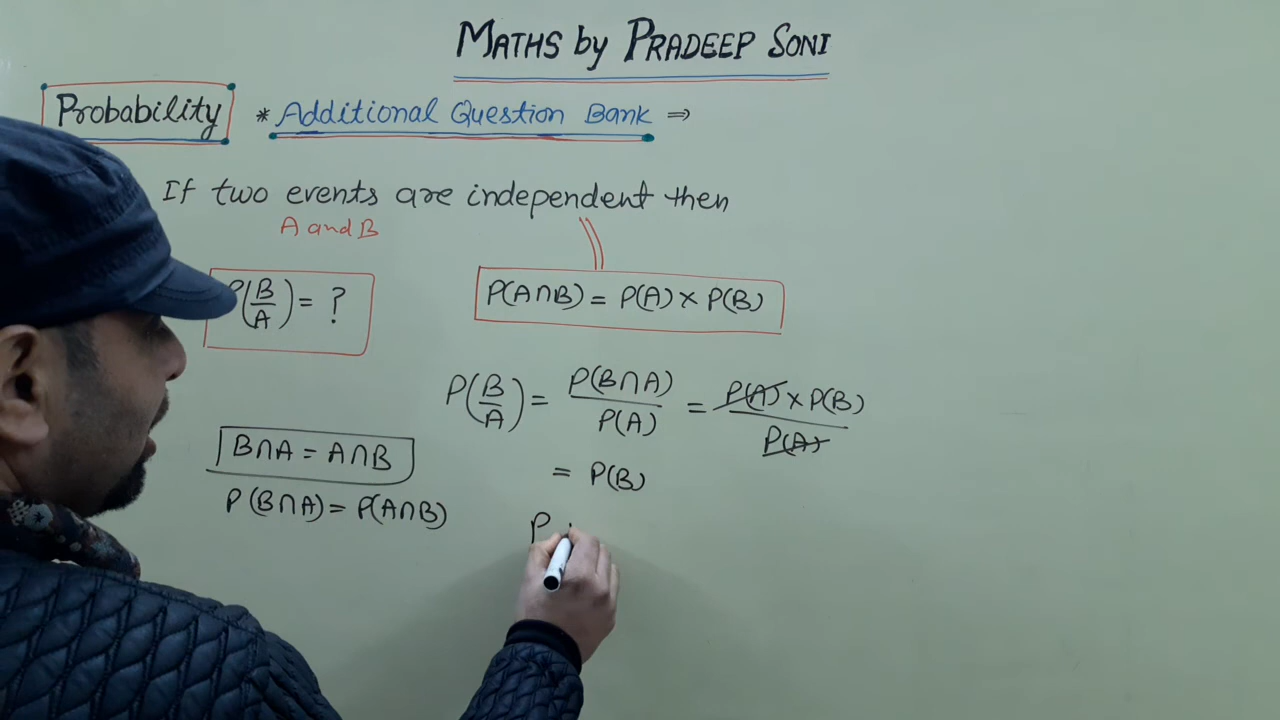 MATHS by PRADEEP SONI
Probability * Additional Question Bank ⇒
If two events are independent then
A and B
P(B/A) = ?
P(A∩B) = P(A) × P(B)
P(B/A) = P(B∩A)/P(A) = P(A) × P(B)/P(A)
= P(B)
B∩A = A∩B
P(B∩A) = P(A∩B)
P